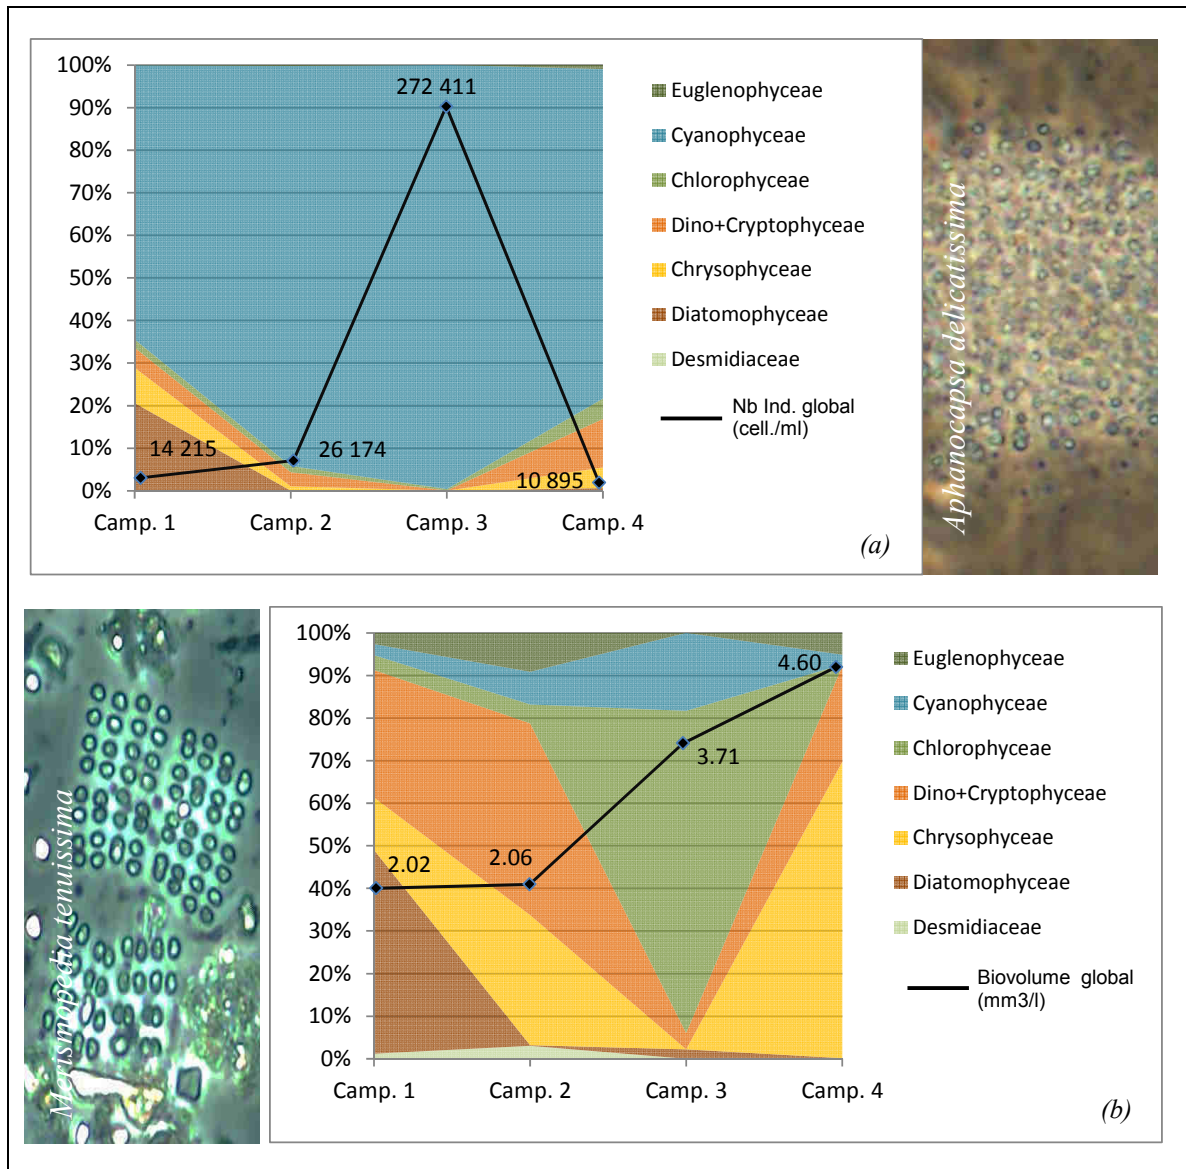 100%
90%
80%
70%
60%
50%
40%
30%
20%
10%
0%
272 411
14 215
26 174
10 895
Camp. 1
Camp. 2
Camp. 3
Camp. 4
Euglenophyceae
Cyanophyceae
Chlorophyceae
Dino+Cryptophyceae
Chrysophyceae
Diatomophyceae
Desmidiaceae
Nb Ind. global
(cell./ml)
(a)
Aphanocapsa delicatissima
Merismopedia tenuissima
100%
90%
80%
70%
60%
50%
40%
30%
20%
10%
0%
2.02
2.06
3.71
4.60
Camp. 1
Camp. 2
Camp. 3
Camp. 4
Euglenophyceae
Cyanophyceae
Chlorophyceae
Dino+Cryptophyceae
Chrysophyceae
Diatomophyceae
Desmidiaceae
Biovolume global
(mm3/l)
(b)